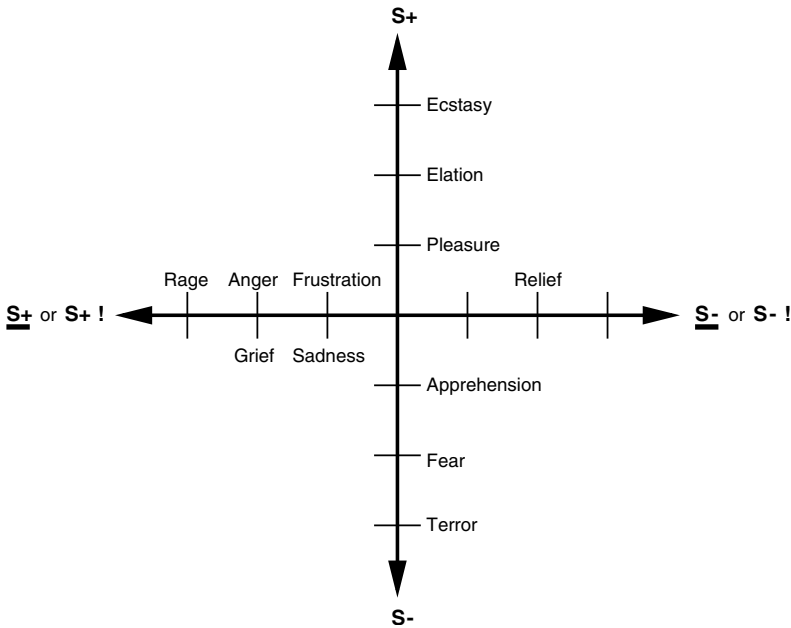 S+
Ecstasy
Elation
Pleasure
Rage Anger Frustration Relief
S+ or S+ ! S- or S- !
Grief Sadness
Apprehension
Fear
Terror
S-